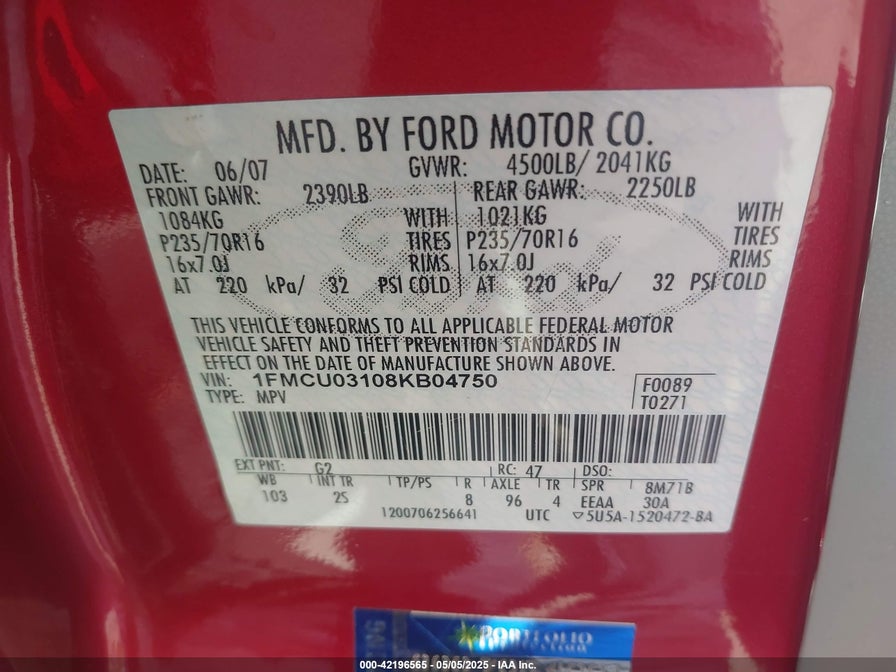 MFD. BY FORD MOTOR CO.
DATE: 06/07 GVWR: 4500LB/ 2041KG
FRONT GAWR: 2390LB REAR GAWR: 2250LB
1084KG WITH 1021KG WITH
P235/70R16 TIRES P235/70R16 TIRES
16x7.0J RIMS 16x7.0J RIMS
AT 220 kPa/ 32 PSI COLD AT 220 kPa/ 32 PSI COLD
THIS VEHICLE CONFORMS TO ALL APPLICABLE FEDERAL MOTOR
VEHICLE SAFETY AND THEFT PREVENTION STANDARDS IN
EFFECT ON THE DATE OF MANUFACTURE SHOWN ABOVE.
VIN: 1FMCU03108KB04750 F0089
TYPE: MPV T0271
EXT PNT: G2 RC: 47 DSO:
WB INT TR TP/PS R AXLE TR SPR 8M71B
103 2S 8 96 4 EEAA 30A
1200706256641 UTC ▽5U5A-1520472-BA
Ford
PORTFOLIO
000-42196565 - 05/05/2025 - IAA Inc.